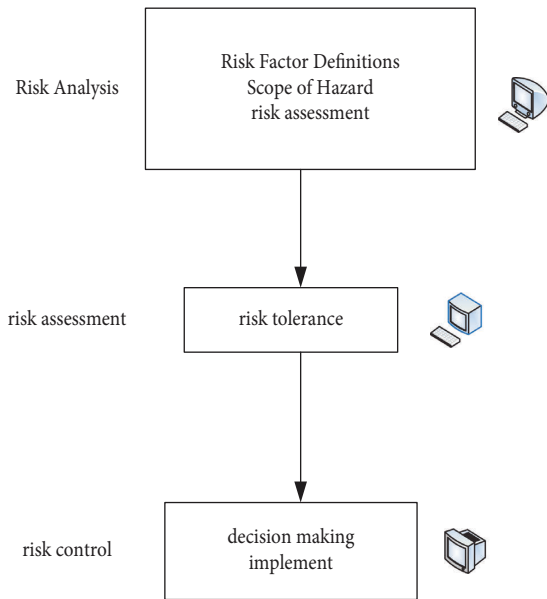 Risk Analysis
Risk Factor Definitions
Scope of Hazard
risk assessment
risk assessment
risk tolerance
risk control
decision making
implement